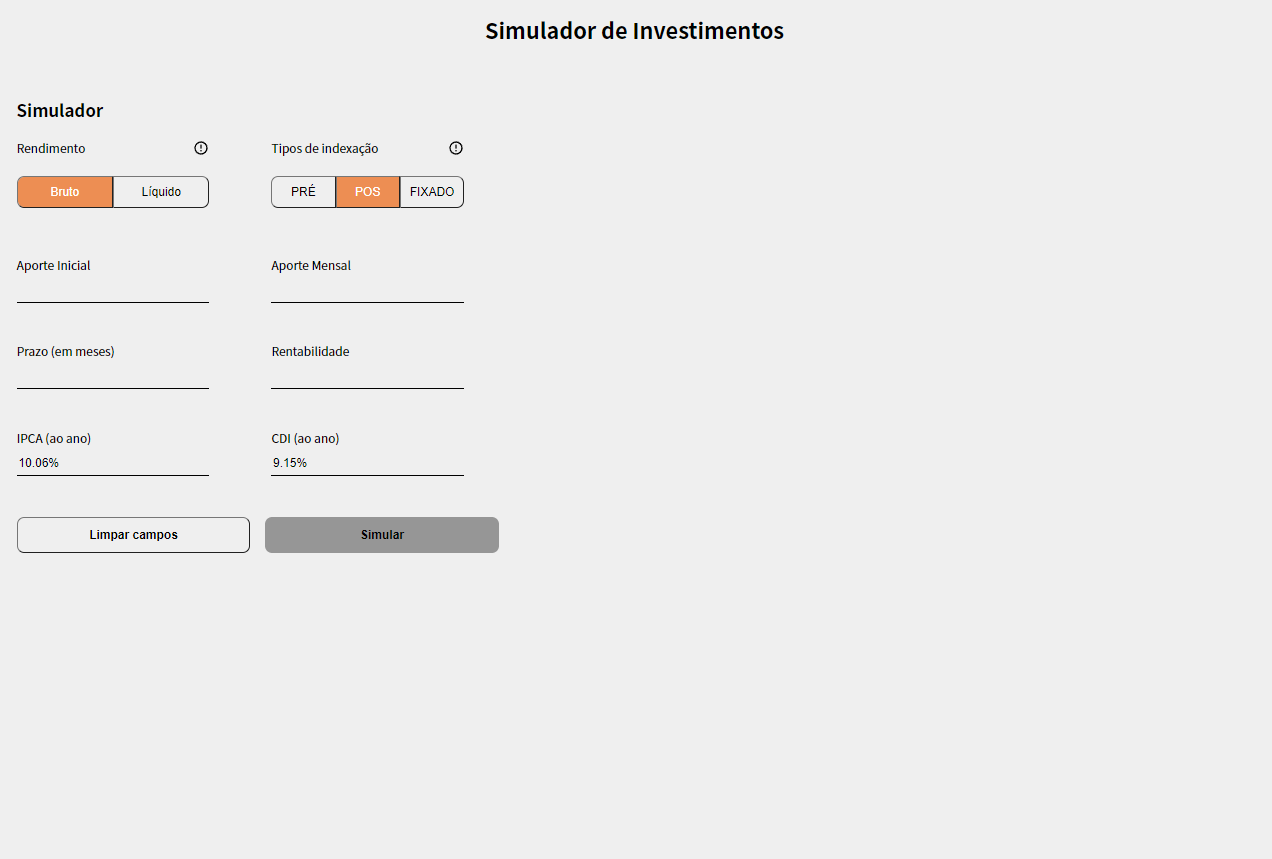 Simulador de Investimentos
Simulador
Rendimento
Tipos de indexação
Bruto Líquido
PRÉ POS FIXADO
Aporte Inicial
Aporte Mensal
Prazo (em meses)
Rentabilidade
IPCA (ao ano)
10.06%
CDI (ao ano)
9.15%
Limpar campos
Simular